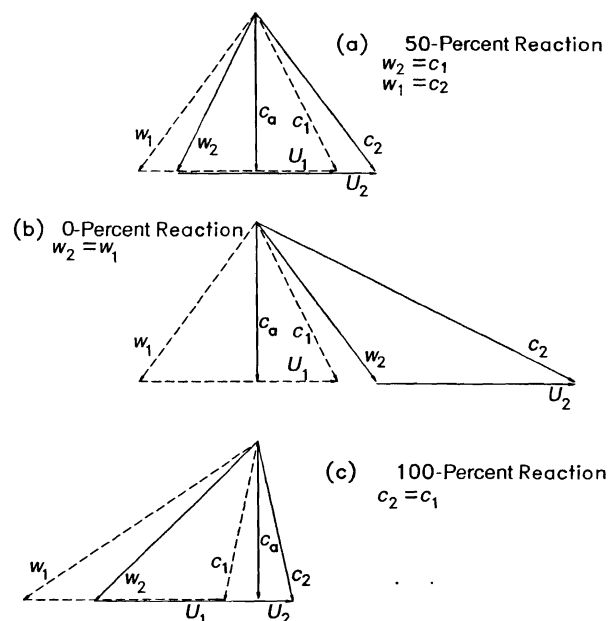 (a) 50-Percent Reaction
w₂ = c₁
w₁ = c₂
w₁
w₂
cₐ
c₁
c₂
U₁
U₂
(b) 0-Percent Reaction
w₂ = w₁
w₁
cₐ
c₁
w₂
c₂
U₁
U₂
(c) 100-Percent Reaction
c₂ = c₁
w₁
w₂
c₁
cₐ
c₂
U₁
U₂